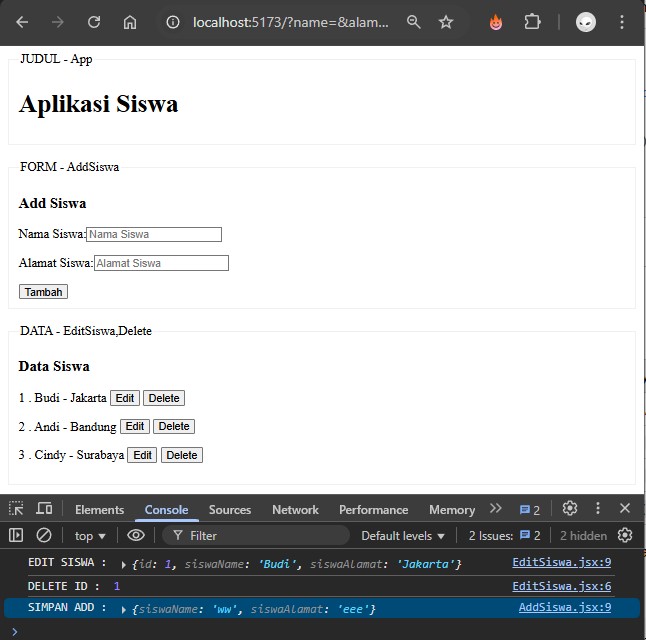 localhost:5173/?name=&alam...
JUDUL - App
Aplikasi Siswa
FORM - AddSiswa
Add Siswa
Nama Siswa: Nama Siswa
Alamat Siswa: Alamat Siswa
Tambah
DATA - EditSiswa,Delete
Data Siswa
1 . Budi - Jakarta Edit Delete
2 . Andi - Bandung Edit Delete
3 . Cindy - Surabaya Edit Delete
Elements Console Sources Network Performance Memory 2
top Filter Default levels 2 Issues: 2 2 hidden
EDIT SISWA : {id: 1, siswaName: 'Budi', siswaAlamat: 'Jakarta'} EditSiswa.jsx:9
DELETE ID : 1 EditSiswa.jsx:6
SIMPAN ADD : {siswaName: 'ww', siswaAlamat: 'eee'} AddSiswa.jsx:9